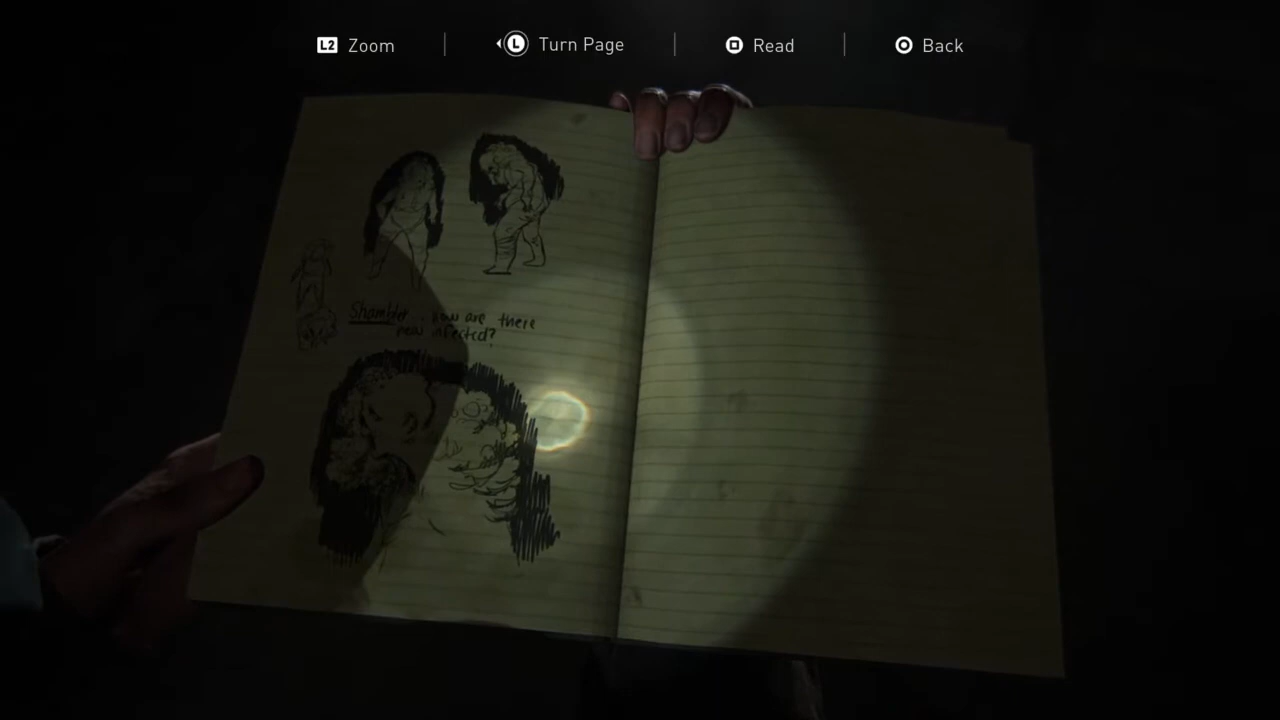 L2 Zoom
L Turn Page
Read
Back
Shambler. How are there
new infected?